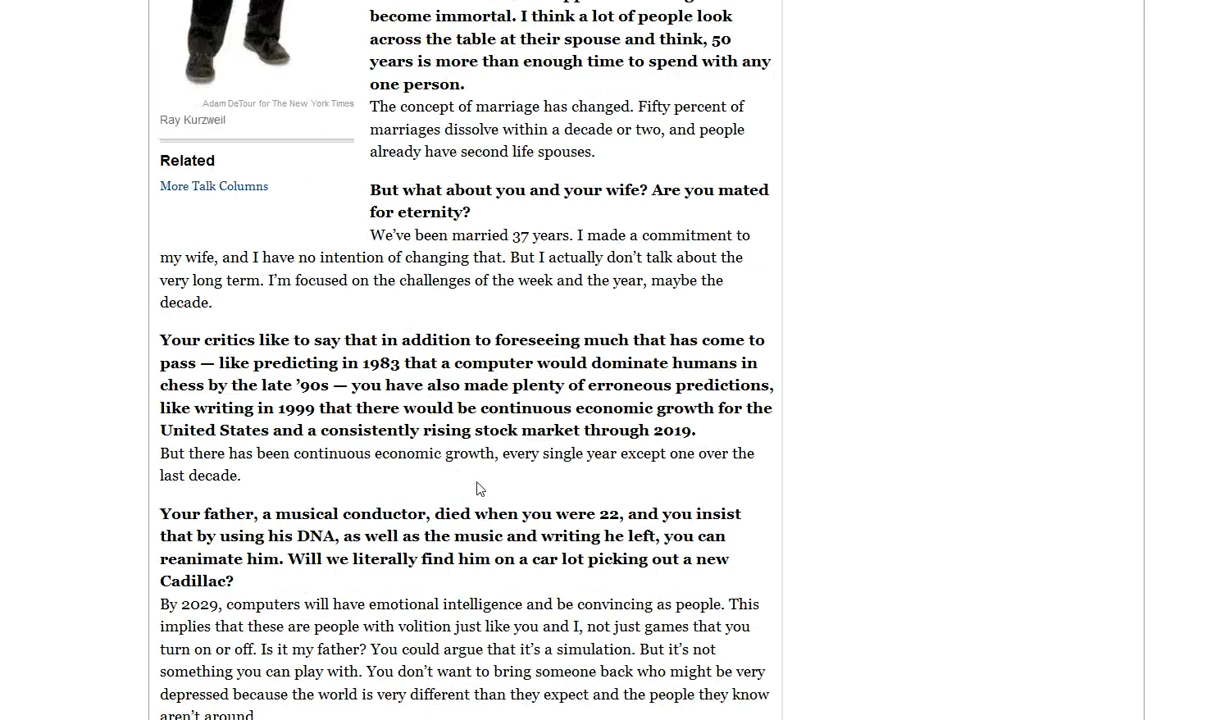 become immortal. I think a lot of people look
across the table at their spouse and think, 50
years is more than enough time to spend with any
one person.
The concept of marriage has changed. Fifty percent of
marriages dissolve within a decade or two, and people
already have second life spouses.
Adam DeTour for The New York Times
Ray Kurzweil
Related
More Talk Columns
But what about you and your wife? Are you mated
for eternity?
We’ve been married 37 years. I made a commitment to
my wife, and I have no intention of changing that. But I actually don’t talk about the
very long term. I’m focused on the challenges of the week and the year, maybe the
decade.
Your critics like to say that in addition to foreseeing much that has come to
pass — like predicting in 1983 that a computer would dominate humans in
chess by the late ’90s — you have also made plenty of erroneous predictions,
like writing in 1999 that there would be continuous economic growth for the
United States and a consistently rising stock market through 2019.
But there has been continuous economic growth, every single year except one over the
last decade.
Your father, a musical conductor, died when you were 22, and you insist
that by using his DNA, as well as the music and writing he left, you can
reanimate him. Will we literally find him on a car lot picking out a new
Cadillac?
By 2029, computers will have emotional intelligence and be convincing as people. This
implies that these are people with volition just like you and I, not just games that you
turn on or off. Is it my father? You could argue that it’s a simulation. But it’s not
something you can play with. You don’t want to bring someone back who might be very
depressed because the world is very different than they expect and the people they know
aren’t around